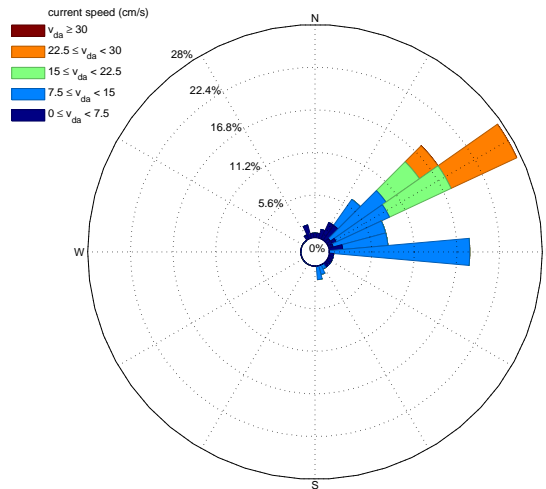 current speed (cm/s)
v_da ≥ 30
22.5 ≤ v_da < 30
15 ≤ v_da < 22.5
7.5 ≤ v_da < 15
0 ≤ v_da < 7.5
N
28%
22.4%
16.8%
11.2%
5.6%
W
0%
E
S